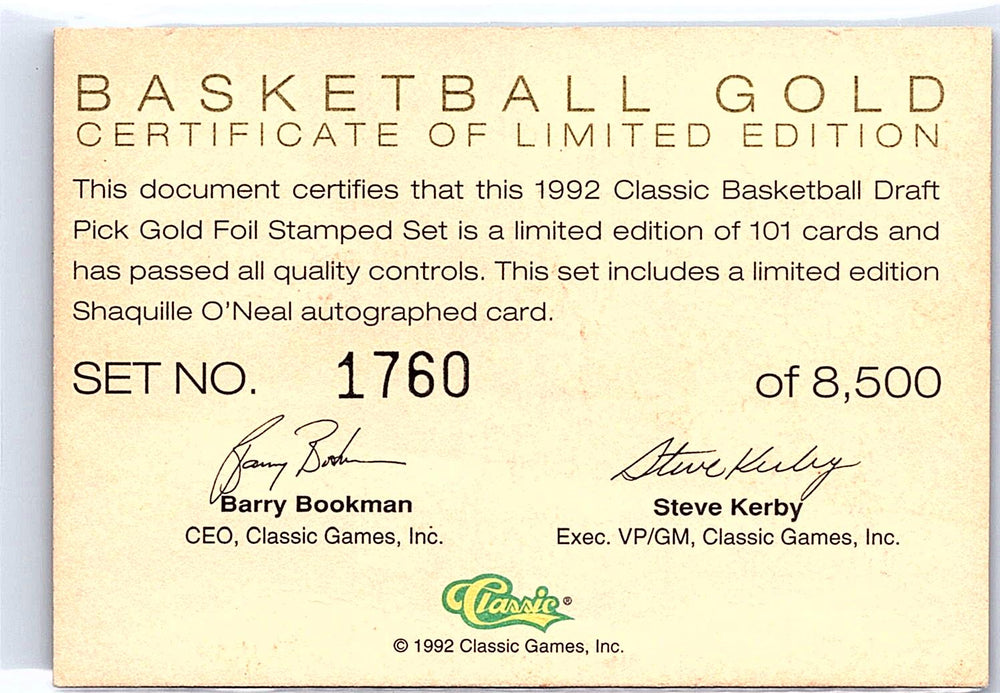 BASKETBALL GOLD
CERTIFICATE OF LIMITED EDITION
This document certifies that this 1992 Classic Basketball Draft
Pick Gold Foil Stamped Set is a limited edition of 101 cards and
has passed all quality controls. This set includes a limited edition
Shaquille O'Neal autographed card.
SET NO. 1760 of 8,500
Barry Bookman Steve Kerby
Barry Bookman Steve Kerby
CEO, Classic Games, Inc. Exec. VP/GM, Classic Games, Inc.
Classic®
© 1992 Classic Games, Inc.